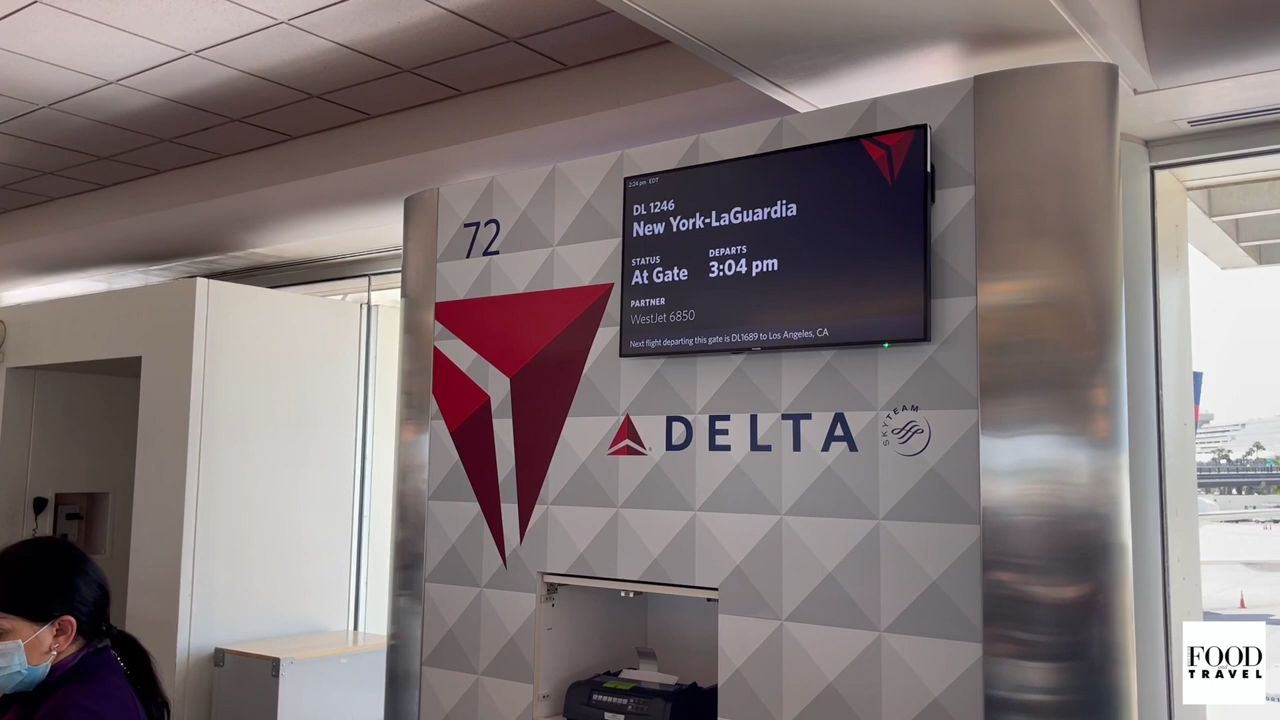 72
2:24 pm EDT
DL 1246
New York-LaGuardia
STATUS
At Gate
DEPARTS
3:04 pm
PARTNER
WestJet 6850
Next flight departing this gate is DL1689 to Los Angeles, CA
DELTA
SKYTEAM
FOOD
and
TRAVEL